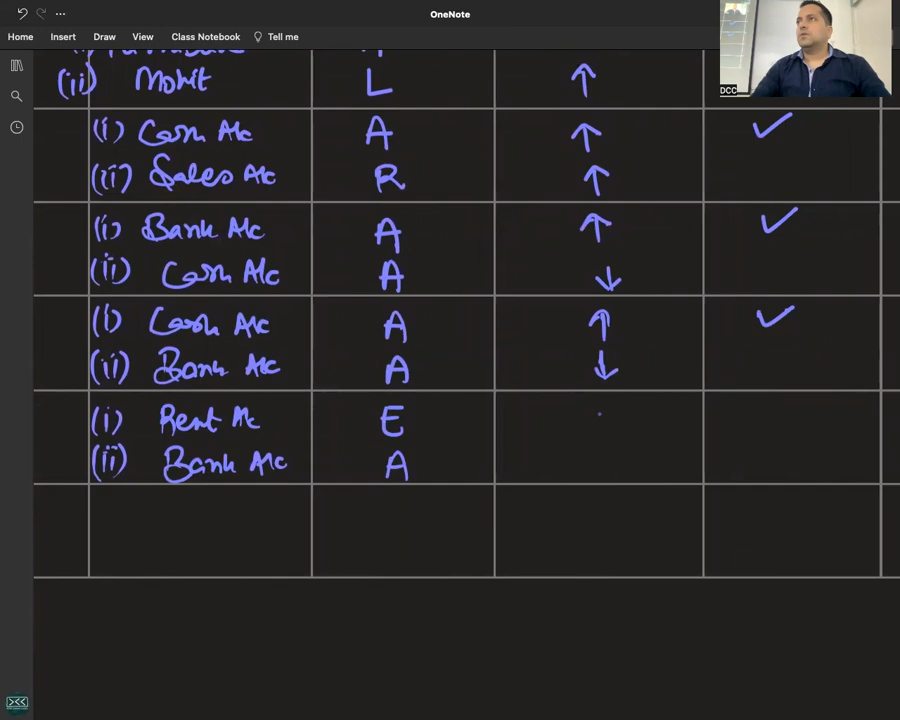 OneNote
Home Insert Draw View Class Notebook Tell me
DCC
(ii) Mohit L ↑
(i) Cash A/c A ↑ ✓
(ii) Sales A/c R ↑
(i) Bank A/c A ↑ ✓
(ii) Cash A/c A ↓
(i) Cash A/c A ↑ ✓
(ii) Bank A/c A ↓
(i) Rent A/c E
(ii) Bank A/c A